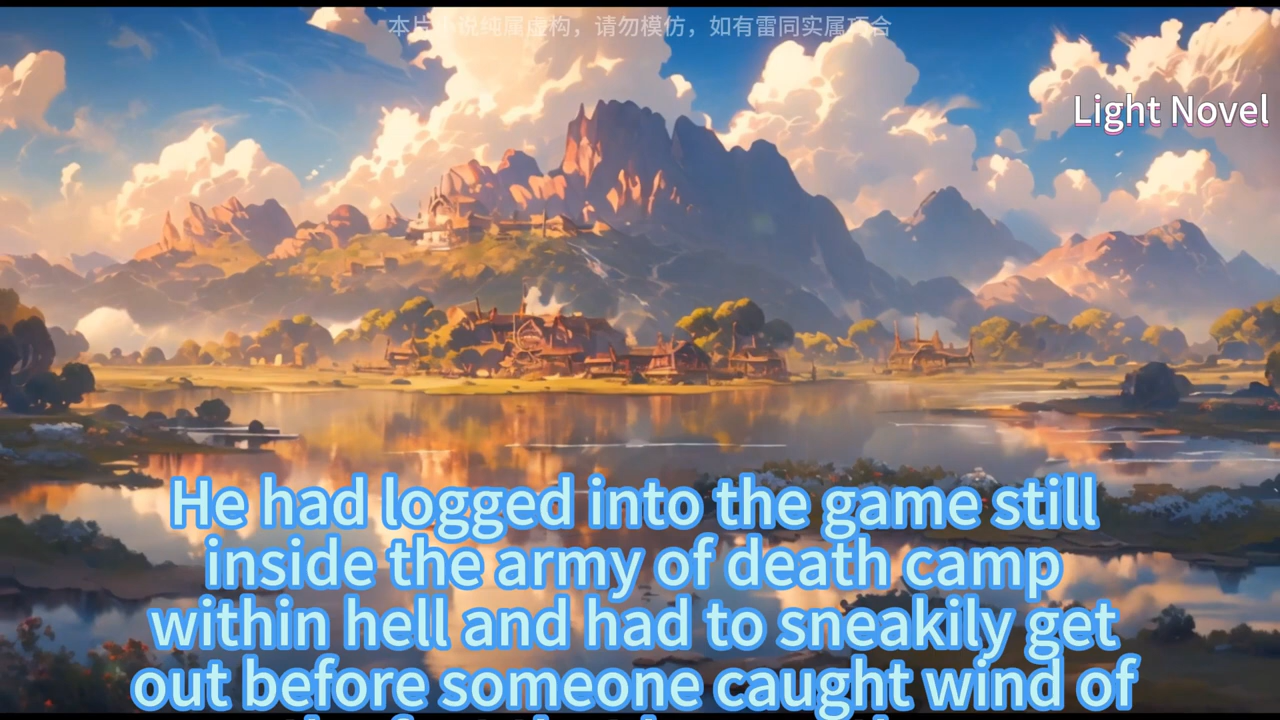 本片小说纯属虚构，请勿模仿，如有雷同实属巧合
Light Novel
He had logged into the game still
inside the army of death camp
within hell and had to sneakily get
out before someone caught wind of